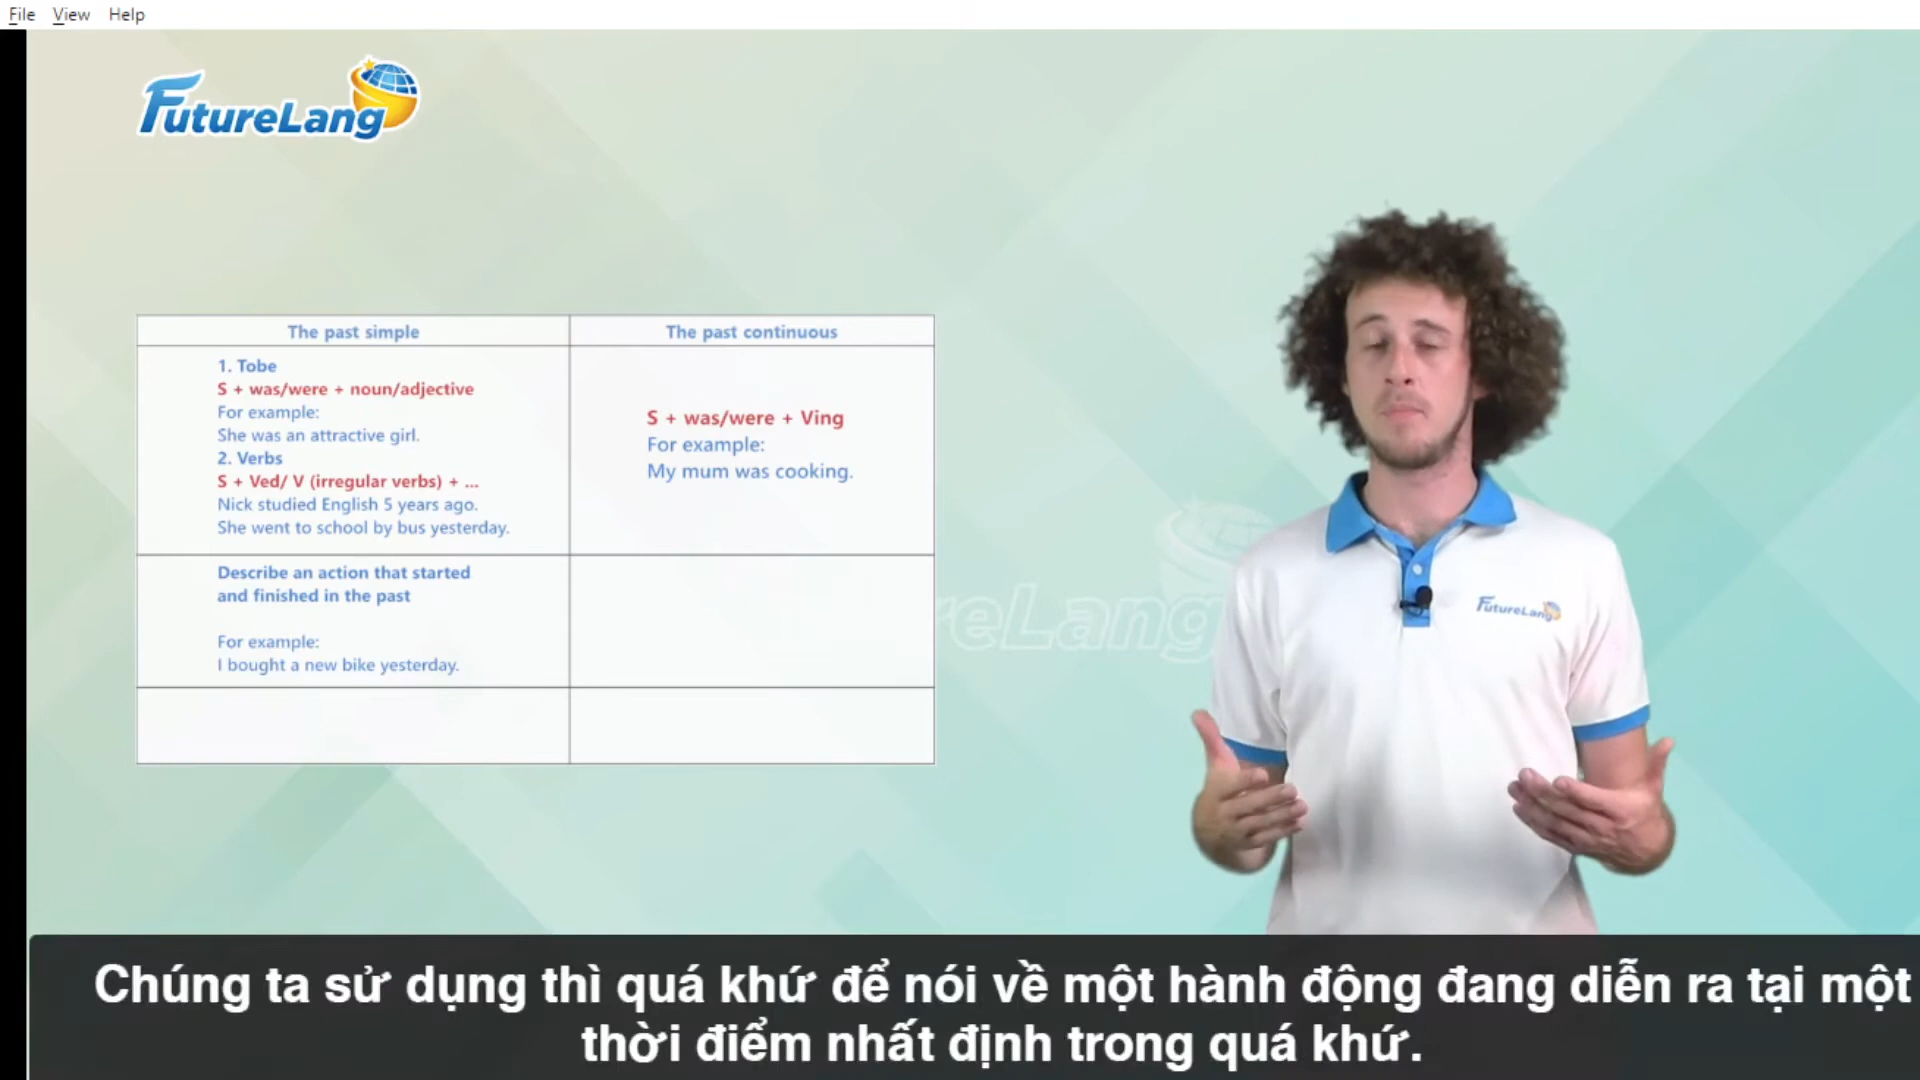 File View Help
FutureLang
The past simple
The past continuous
1. Tobe
S + was/were + noun/adjective
For example:
She was an attractive girl.
2. Verbs
S + Ved/ V (irregular verbs) + ...
Nick studied English 5 years ago.
She went to school by bus yesterday.
S + was/were + Ving
For example:
My mum was cooking.
Describe an action that started
and finished in the past
For example:
I bought a new bike yesterday.
reLang
FutureLang
Chúng ta sử dụng thì quá khứ để nói về một hành động đang diễn ra tại một
thời điểm nhất định trong quá khứ.